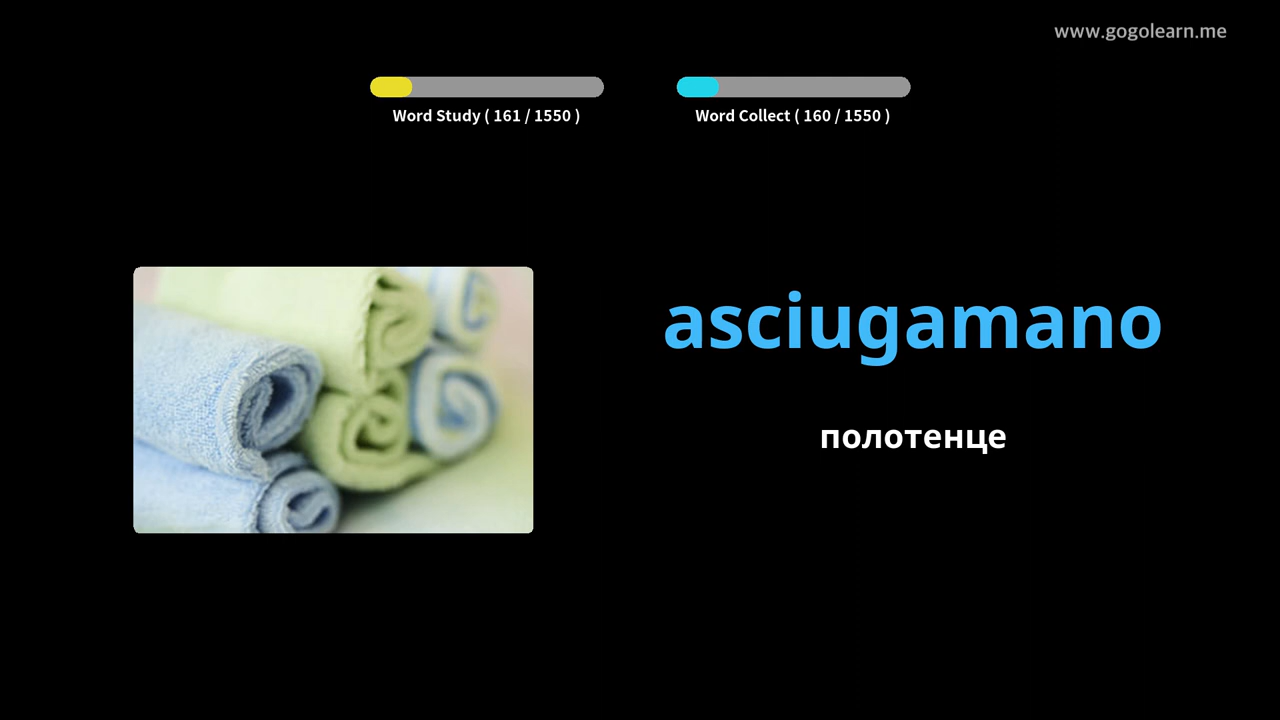 www.gogolearn.me
Word Study ( 161 / 1550 )
Word Collect ( 160 / 1550 )
asciugamano
полотенце